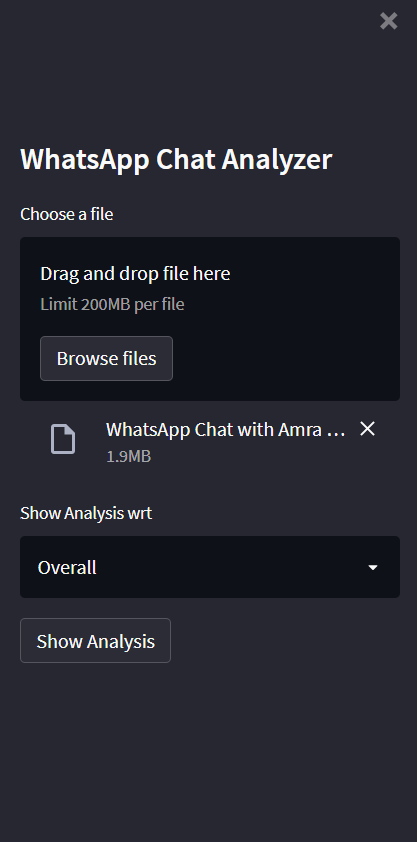 WhatsApp Chat Analyzer
Choose a file
Drag and drop file here
Limit 200MB per file
Browse files
WhatsApp Chat with Amra ...
1.9MB
Show Analysis wrt
Overall
Show Analysis